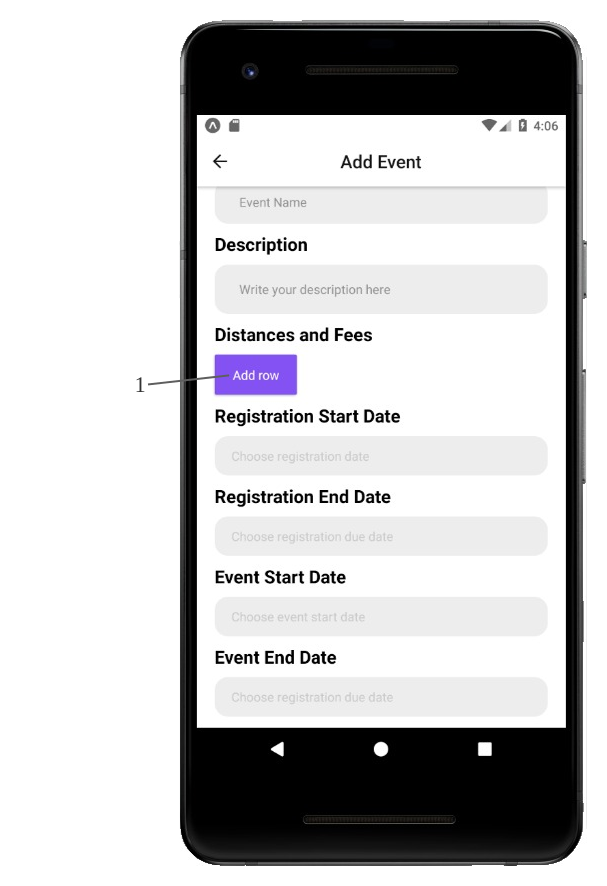 4:06
Add Event
Event Name
Description
Write your description here
Distances and Fees
1
Add row
Registration Start Date
Choose registration date
Registration End Date
Choose registration due date
Event Start Date
Choose event start date
Event End Date
Choose registration due date